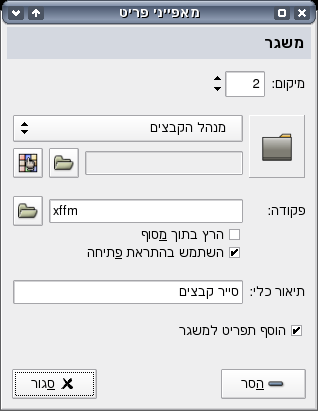 מאפייני פריט
משגר
מיקום: 2
מנהל הקבצים
פקודה: xffm
הרץ בתוך מסוף
השתמש בהתראת פתיחה
תיאור כלי: סייר קבצים
הוסף תפריט למשגר
הסר
סגור